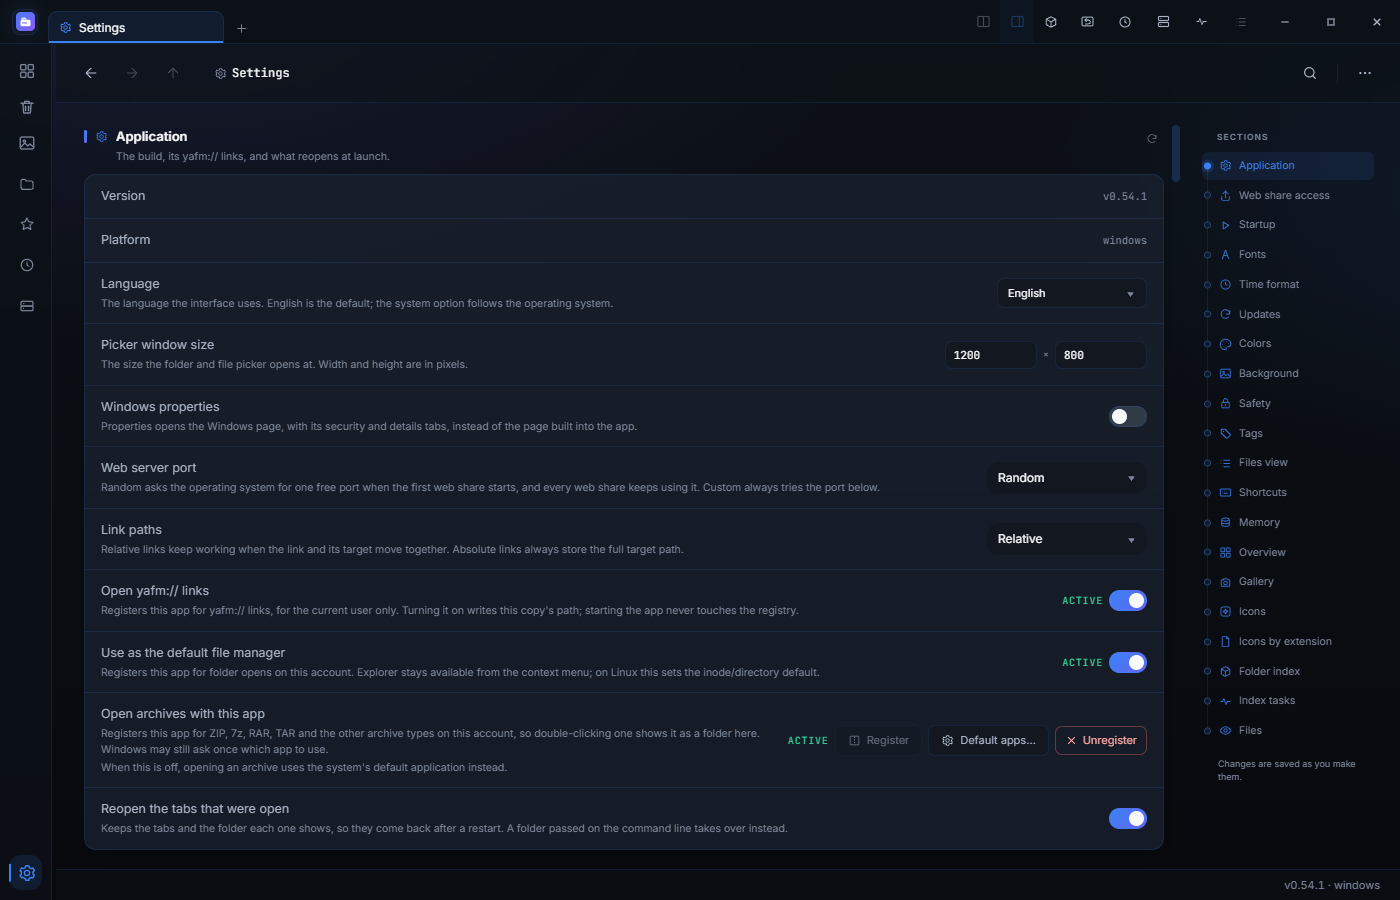 Settings
Settings
Application
The build, its yafm:// links, and what reopens at launch.
Version
v0.54.1
Platform
windows
Language
The language the interface uses. English is the default; the system option follows the operating system.
English
Picker window size
The size the folder and file picker opens at. Width and height are in pixels.
1200 × 800
Windows properties
Properties opens the Windows page, with its security and details tabs, instead of the page built into the app.
Web server port
Random asks the operating system for one free port when the first web share starts, and every web share keeps using it. Custom always tries the port below.
Random
Link paths
Relative links keep working when the link and its target move together. Absolute links always store the full target path.
Relative
Open yafm:// links
Registers this app for yafm:// links, for the current user only. Turning it on writes this copy's path; starting the app never touches the registry.
ACTIVE
Use as the default file manager
Registers this app for folder opens on this account. Explorer stays available from the context menu; on Linux this sets the inode/directory default.
ACTIVE
Open archives with this app
Registers this app for ZIP, 7z, RAR, TAR and the other archive types on this account, so double-clicking one shows it as a folder here.
Windows may still ask once which app to use.
When this is off, opening an archive uses the system's default application instead.
ACTIVE Register Default apps... Unregister
Reopen the tabs that were open
Keeps the tabs and the folder each one shows, so they come back after a restart. A folder passed on the command line takes over instead.
SECTIONS
Application
Web share access
Startup
Fonts
Time format
Updates
Colors
Background
Safety
Tags
Files view
Shortcuts
Memory
Overview
Gallery
Icons
Icons by extension
Folder index
Index tasks
Files
Changes are saved as you make
them.
v0.54.1 · windows